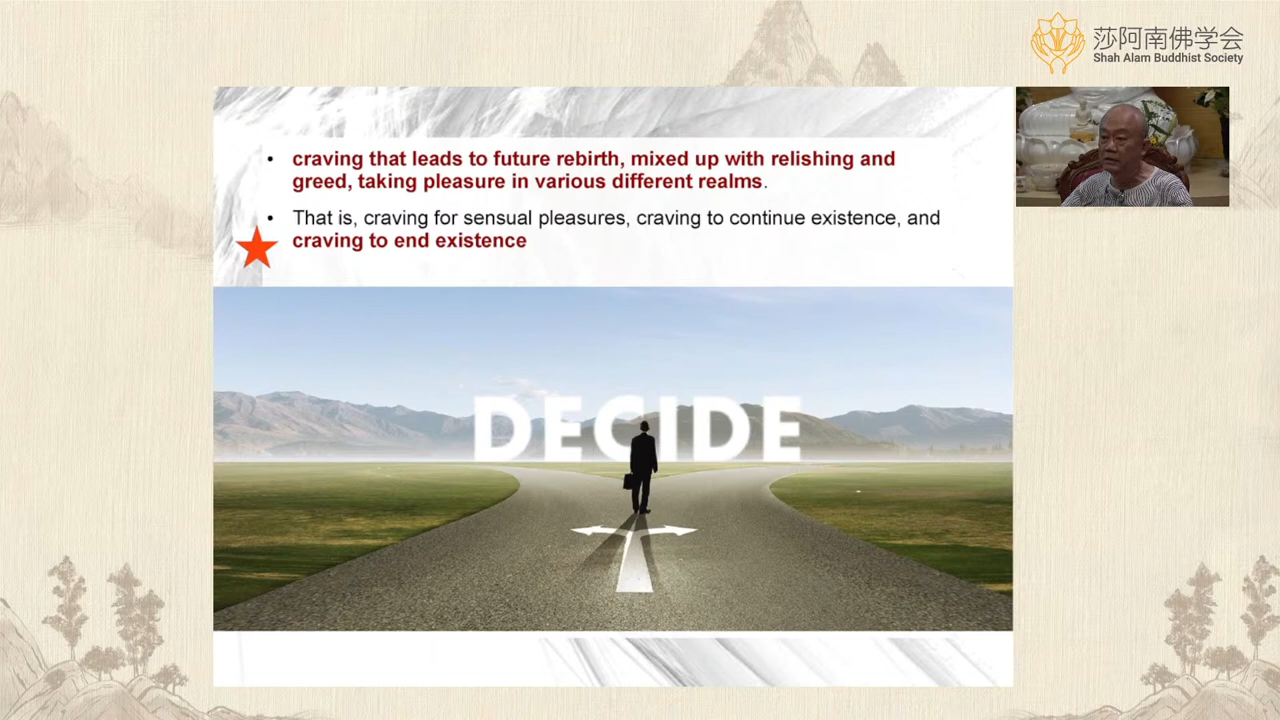 莎阿南佛学会
Shah Alam Buddhist Society
• craving that leads to future rebirth, mixed up with relishing and
greed, taking pleasure in various different realms.
• That is, craving for sensual pleasures, craving to continue existence, and
craving to end existence
DECIDE